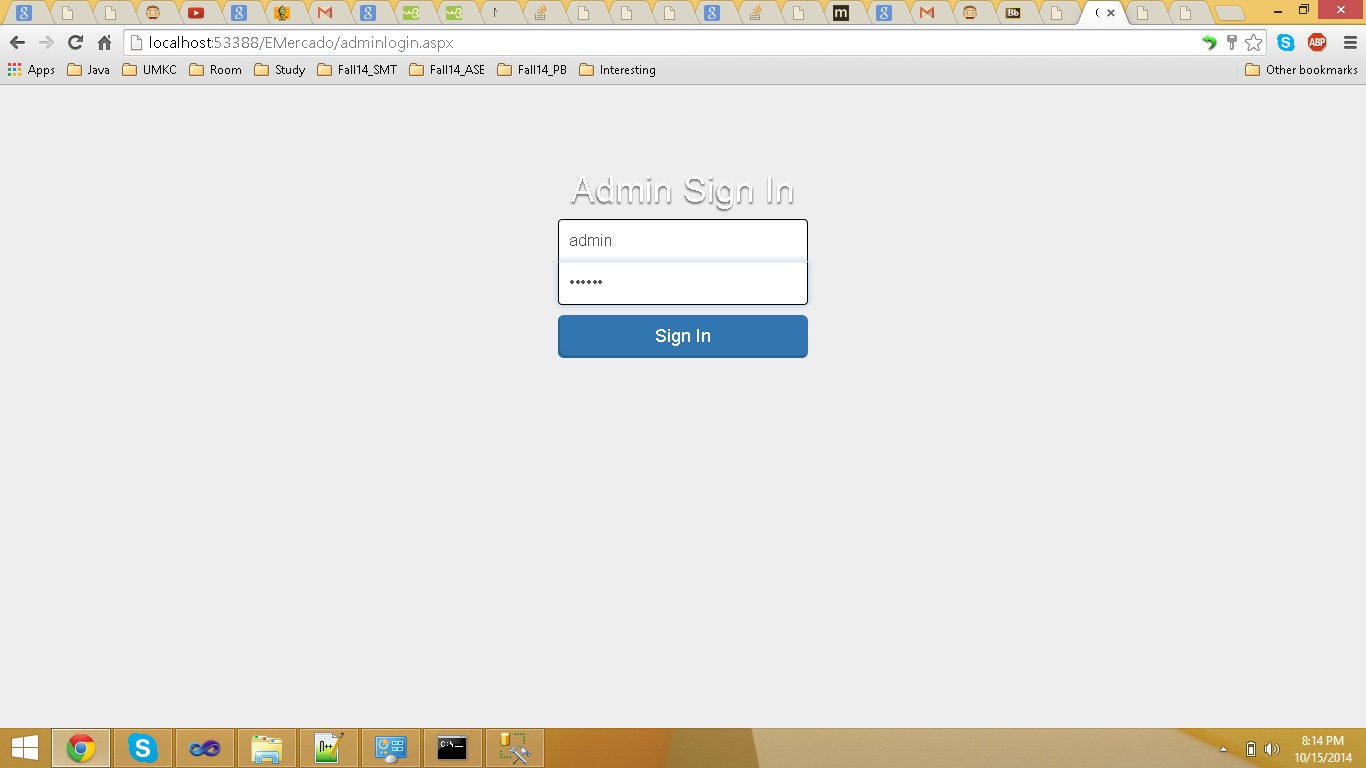 localhost:53388/EMercado/adminlogin.aspx
ABP
Apps Java UMKC Room Study Fall14_SMT Fall14_ASE Fall14_PB Interesting Other bookmarks
Admin Sign In
admin
••••••
Sign In
8:14 PM
10/15/2014